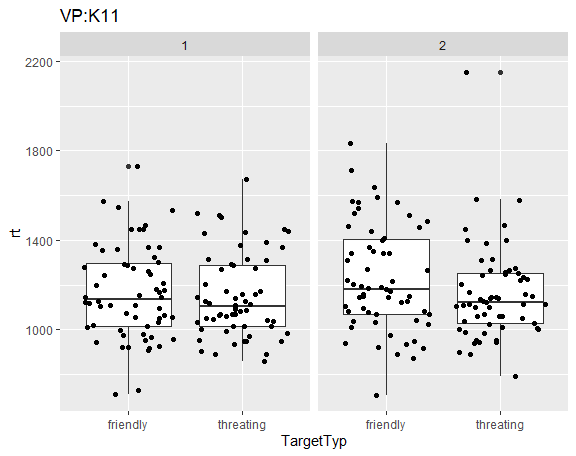 VP:K11
1
2
2200
1800
1400
1000
rt
friendly
threating
friendly
threating
TargetTyp